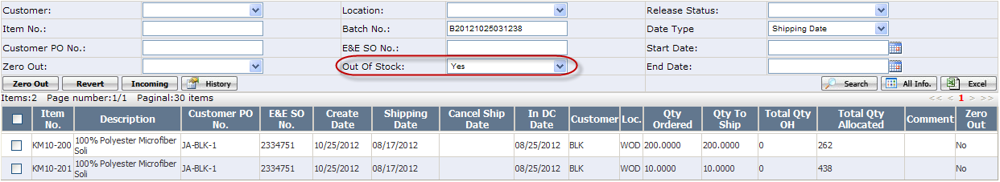 Customer: Location: Release Status:
Item No.: Batch No.: B20121025031238 Date Type Shipping Date
Customer PO No.: E&E SO No.: Start Date:
Zero Out: Out Of Stock: Yes End Date:
Zero Out Revert Incoming History Search All Info. Excel
Items:2 Page number:1/1 Paginal:30 items << < 1 > >>
Item No. Description Customer PO No. E&E SO No. Create Date Shipping Date Cancel Ship Date In DC Date Customer Loc. Qty Ordered Qty To Ship Total Qty OH Total Qty Allocated Comment Zero Out
KM10-200 100% Polyester Microfiber Soli JA-BLK-1 2334751 10/25/2012 08/17/2012 08/25/2012 BLK WOD 200.0000 200.0000 0 262 No
KM10-201 100% Polyester Microfiber Soli JA-BLK-1 2334751 10/25/2012 08/17/2012 08/25/2012 BLK WOD 10.0000 10.0000 0 438 No